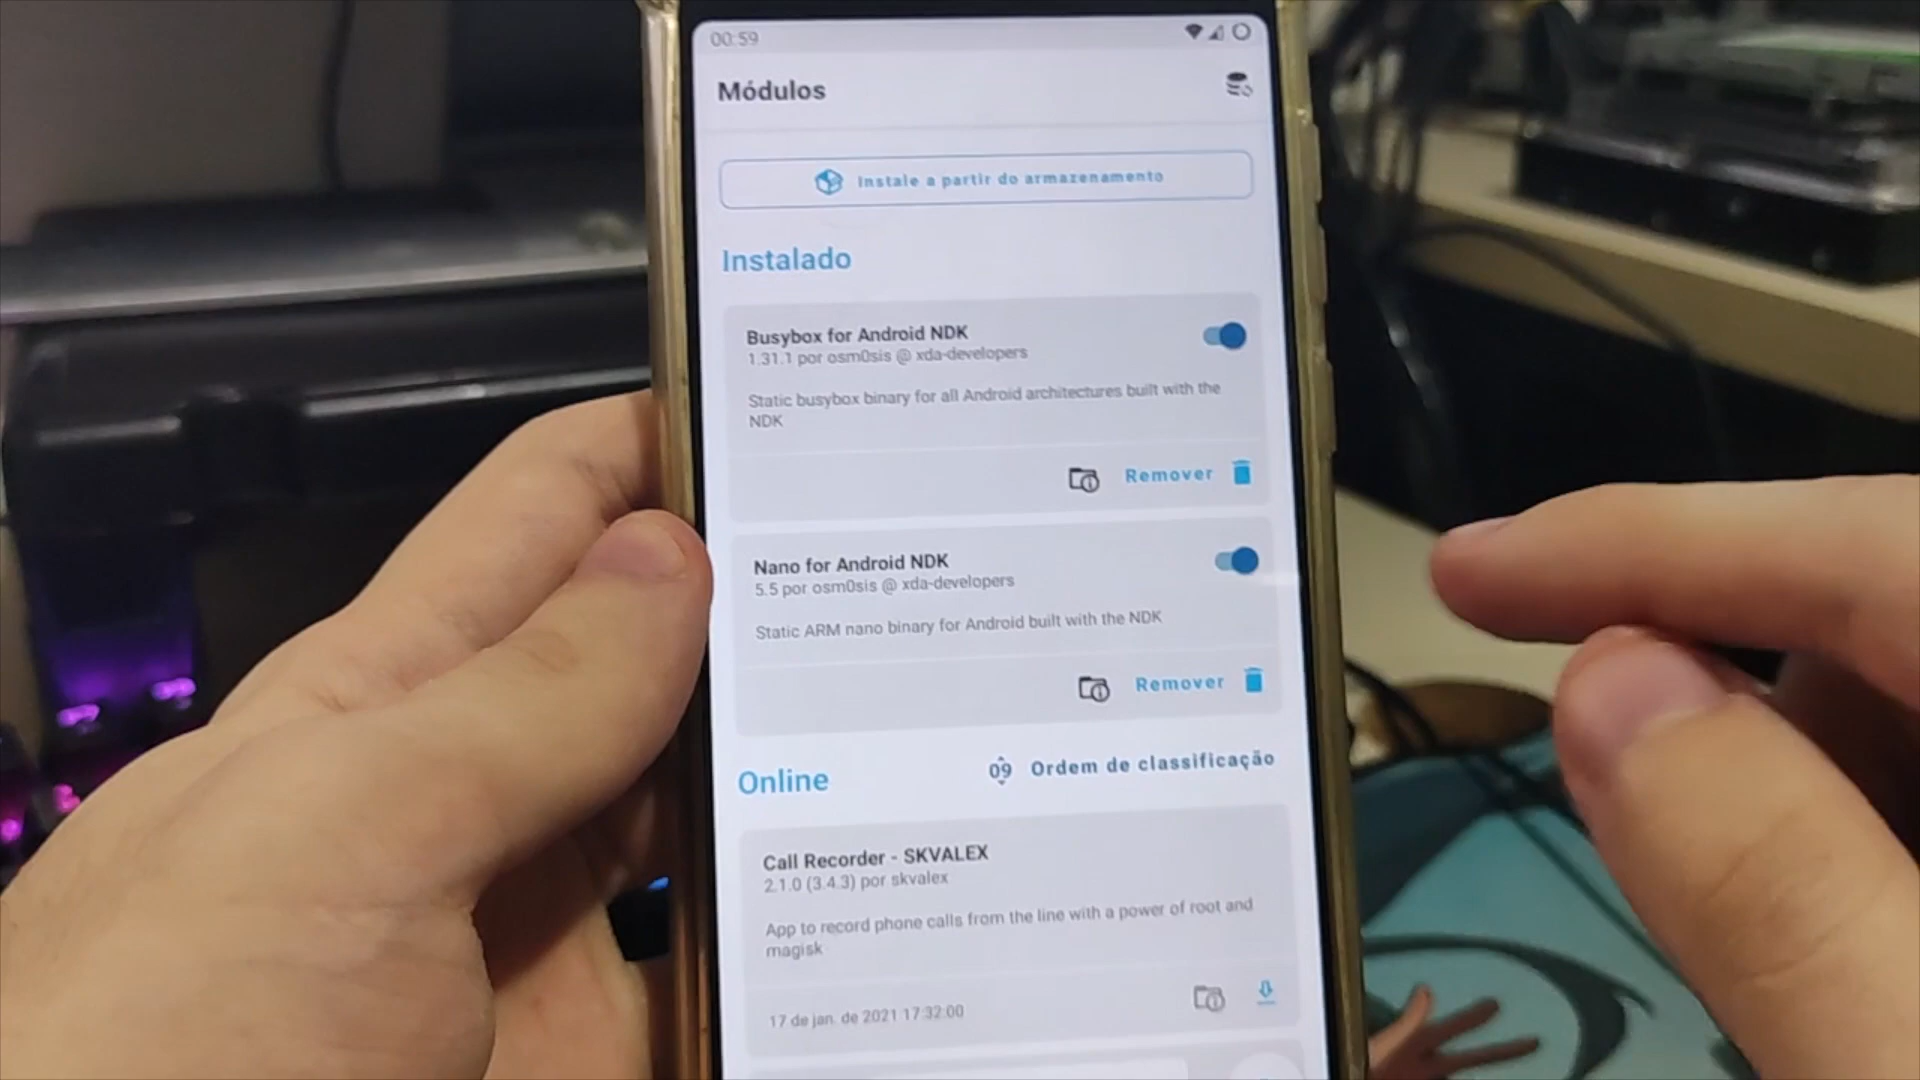 00:59
Módulos
Instale a partir do armazenamento
Instalado
Busybox for Android NDK
1.31.1 por osm0sis @ xda-developers
Static busybox binary for all Android architectures built with the
NDK
Remover
Nano for Android NDK
5.5 por osm0sis @ xda-developers
Static ARM nano binary for Android built with the NDK
Remover
Online
Ordem de classificação
Call Recorder - SKVALEX
2.1.0 (3.4.3) por skvalex
App to record phone calls from the line with a power of root and
magisk
17 de jan. de 2021 17:32:00